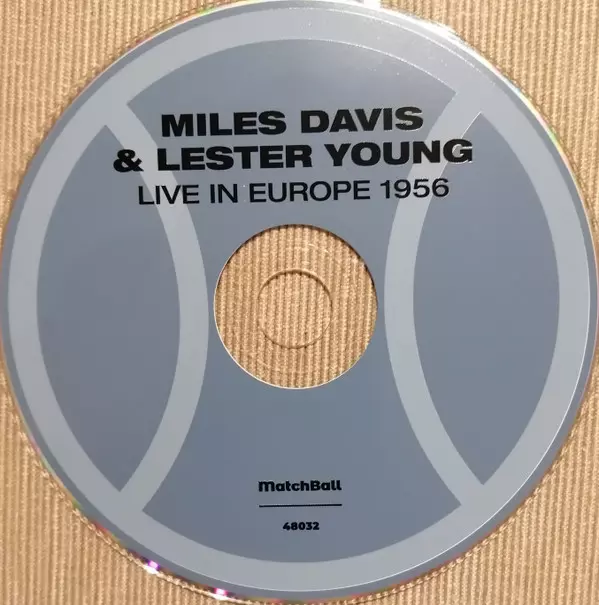 MILES DAVIS
& LESTER YOUNG
LIVE IN EUROPE 1956
MatchBall
48032